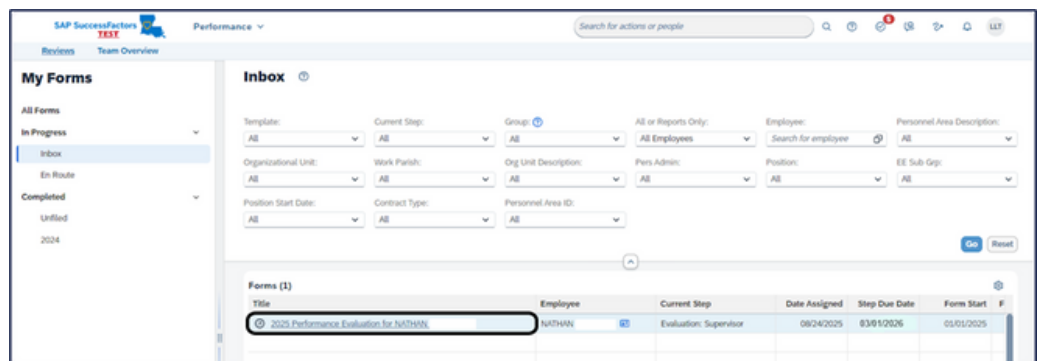 SAP SuccessFactors
TEST
Performance
Search for actions or people
5
LLT
Reviews Team Overview
My Forms
All Forms
In Progress
Inbox
En Route
Completed
Unfiled
2024
Inbox
Template: Current Step: Group: All or Reports Only: Employee: Personnel Area Description:
All All All All Employees Search for employee All
Organizational Unit: Work Parish: Org Unit Description: Pers Admin: Position: EE Sub Grp:
All All All All All All
Position Start Date: Contract Type: Personnel Area ID:
All All All
Go Reset
Forms (1)
Title Employee Current Step Date Assigned Step Due Date Form Start F
2025 Performance Evaluation for NATHAN NATHAN Evaluation: Supervisor 08/24/2025 03/01/2026 01/01/2025